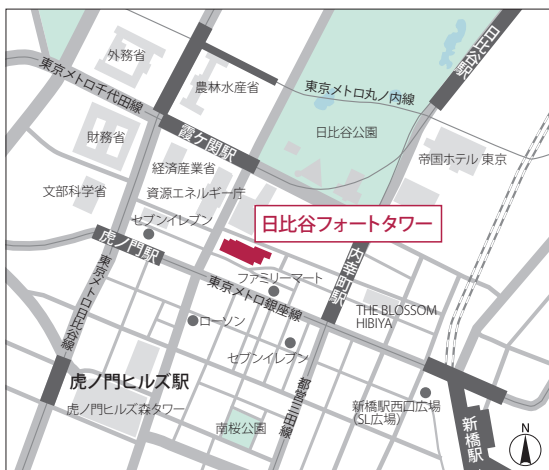 外務省
東京メトロ千代田線
農林水産省
東京メトロ丸ノ内線
日比谷駅
財務省
霞ケ関駅
日比谷公園
帝国ホテル 東京
経済産業省
資源エネルギー庁
文部科学省
セブンイレブン
日比谷フォートタワー
虎ノ門駅
内幸町駅
ファミリーマート
東京メトロ銀座線
東京メトロ日比谷線
ローソン
THE BLOSSOM
HIBIYA
セブンイレブン
虎ノ門ヒルズ駅
虎ノ門ヒルズ森タワー
都営三田線
新橋駅西口広場
(SL広場)
南桜公園
新橋駅
N